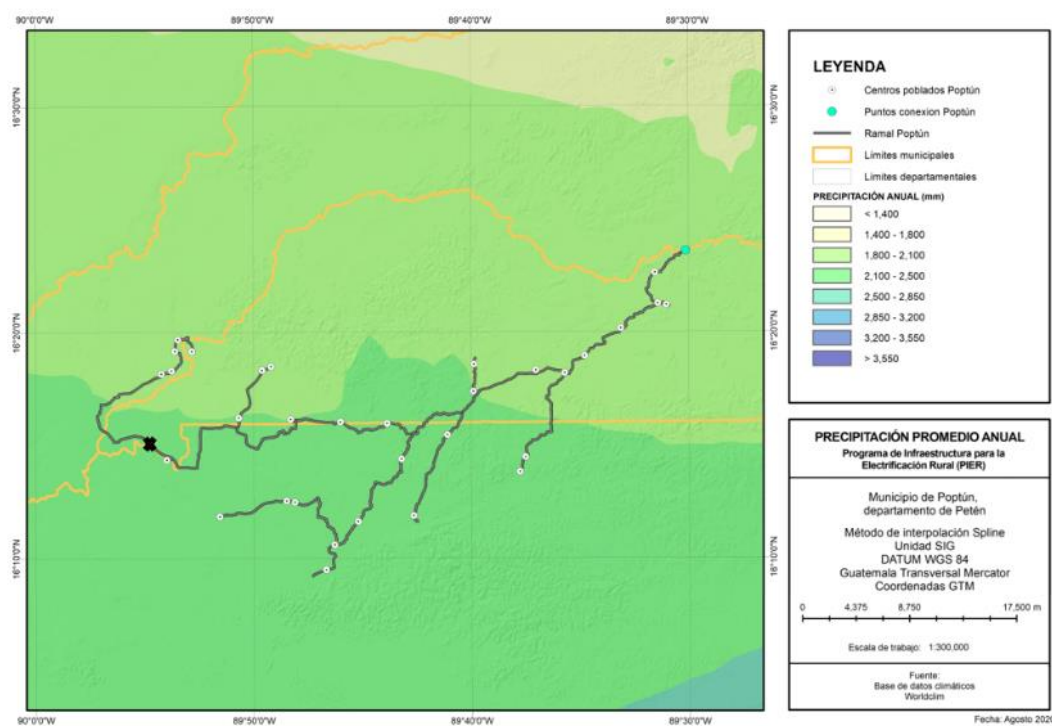 90°0'0"W 89°50'0"W 89°40'0"W 89°30'0"W
16°30'0"N 16°30'0"N
16°20'0"N 16°20'0"N
16°10'0"N 16°10'0"N
90°0'0"W 89°50'0"W 89°40'0"W 89°30'0"W
LEYENDA
Centros poblados Poptún
Puntos conexion Poptún
Ramal Poptún
Límites municipales
Límites departamentales
PRECIPITACIÓN ANUAL (mm)
< 1,400
1,400 - 1,800
1,800 - 2,100
2,100 - 2,500
2,500 - 2,850
2,850 - 3,200
3,200 - 3,550
> 3,550
PRECIPITACIÓN PROMEDIO ANUAL
Programa de Infraestructura para la
Electrificación Rural (PIER)
Municipio de Poptún,
departamento de Petén
Método de interpolación Spline
Unidad SIG
DATUM WGS 84
Guatemala Transversal Mercator
Coordenadas GTM
0 4,375 8,750 17,500 m
Escala de trabajo: 1:300,000
Fuente:
Base de datos climáticos
Worldclim
Fecha: Agosto